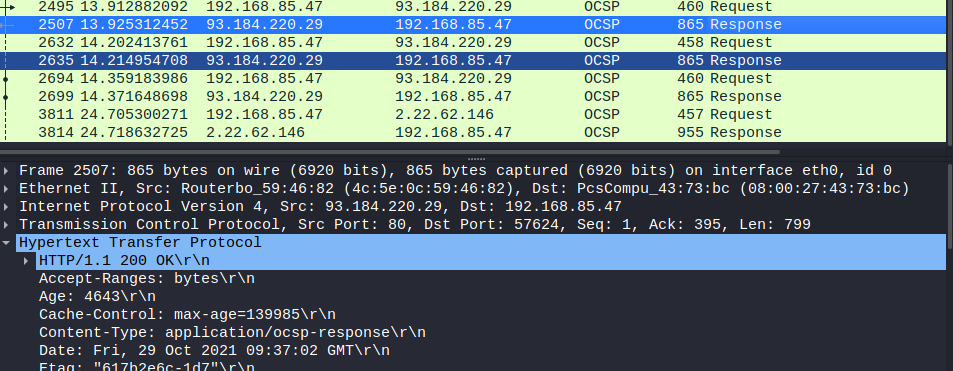 2495 13.912882092 192.168.85.47 93.184.220.29 OCSP 460 Request
2507 13.925312452 93.184.220.29 192.168.85.47 OCSP 865 Response
2632 14.202413761 192.168.85.47 93.184.220.29 OCSP 458 Request
2635 14.214954708 93.184.220.29 192.168.85.47 OCSP 865 Response
2694 14.359183986 192.168.85.47 93.184.220.29 OCSP 460 Request
2699 14.371648698 93.184.220.29 192.168.85.47 OCSP 865 Response
3811 24.705300271 192.168.85.47 2.22.62.146 OCSP 457 Request
3814 24.718632725 2.22.62.146 192.168.85.47 OCSP 955 Response
Frame 2507: 865 bytes on wire (6920 bits), 865 bytes captured (6920 bits) on interface eth0, id 0
Ethernet II, Src: Routerbo_59:46:82 (4c:5e:0c:59:46:82), Dst: PcsCompu_43:73:bc (08:00:27:43:73:bc)
Internet Protocol Version 4, Src: 93.184.220.29, Dst: 192.168.85.47
Transmission Control Protocol, Src Port: 80, Dst Port: 57624, Seq: 1, Ack: 395, Len: 799
Hypertext Transfer Protocol
HTTP/1.1 200 OK\r\n
Accept-Ranges: bytes\r\n
Age: 4643\r\n
Cache-Control: max-age=139985\r\n
Content-Type: application/ocsp-response\r\n
Date: Fri, 29 Oct 2021 09:37:02 GMT\r\n
Etag: "617b2e6c-1d7"\r\n